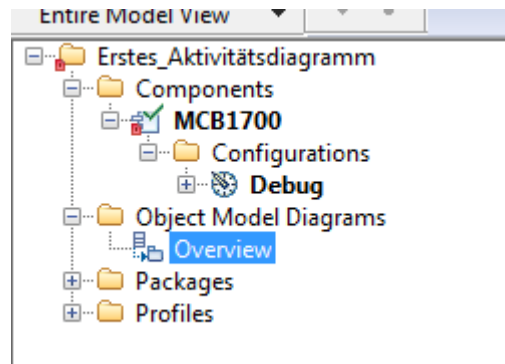 Entire Model View
Erstes_Aktivitätsdiagramm
Components
MCB1700
Configurations
Debug
Object Model Diagrams
Overview
Packages
Profiles